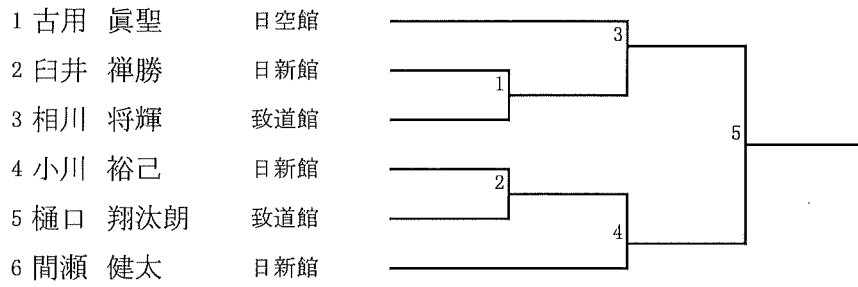 1 古用 眞聖 日空館
2 臼井 禅勝 日新館
3 相川 将輝 致道館
4 小川 裕己 日新館
5 樋口 翔汰朗 致道館
6 間瀬 健太 日新館
3
1
5
2
4